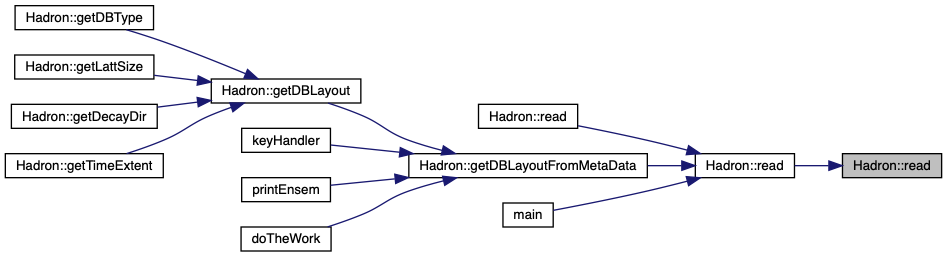 Hadron::getDBType
Hadron::getLattSize
Hadron::getDecayDir
Hadron::getTimeExtent
Hadron::getDBLayout
keyHandler
printEnsem
doTheWork
Hadron::read
Hadron::getDBLayoutFromMetaData
main
Hadron::read
Hadron::read